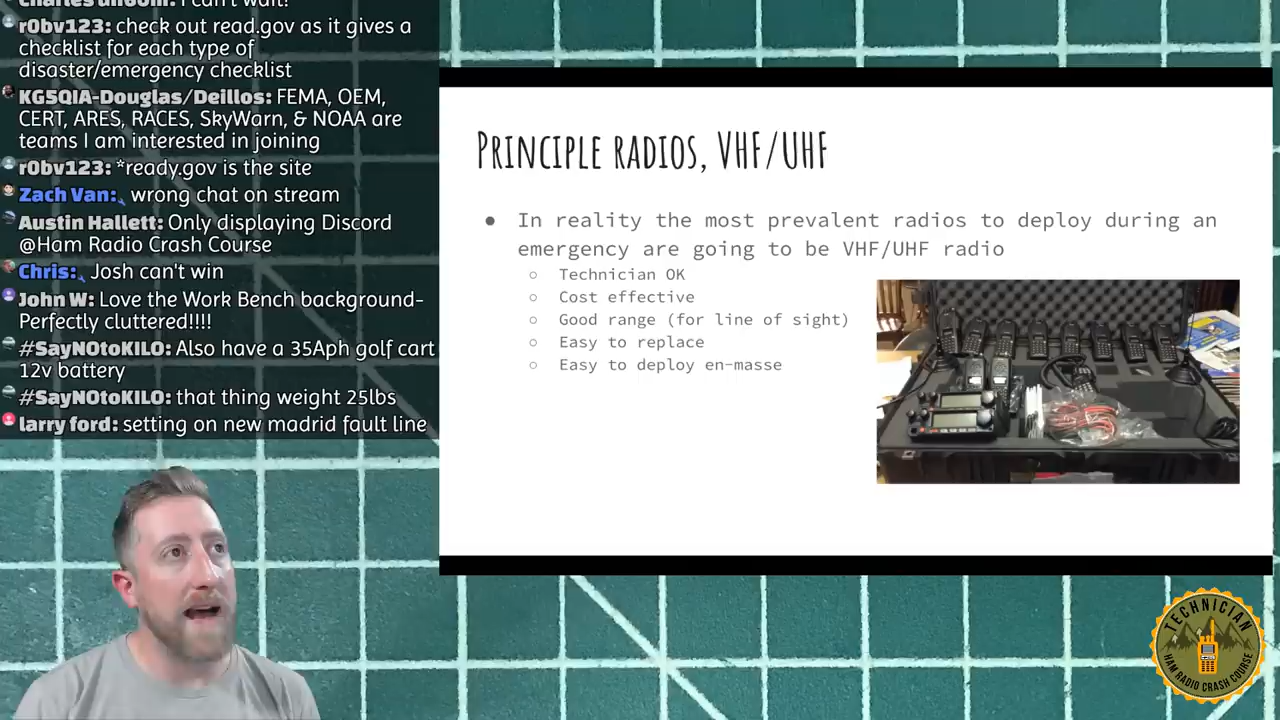 Charles unGom: I can't wait!
r0bv123: check out read.gov as it gives a
checklist for each type of
disaster/emergency checklist
KG5QIA-Douglas/Deillos: FEMA, OEM,
CERT, ARES, RACES, SkyWarn, & NOAA are
teams I am interested in joining
r0bv123: *ready.gov is the site
Zach Van: wrong chat on stream
Austin Hallett: Only displaying Discord
@Ham Radio Crash Course
Chris: Josh can't win
John W: Love the Work Bench background-
Perfectly cluttered!!!!
#SayNOtoKILO: Also have a 35Aph golf cart
12v battery
#SayNOtoKILO: that thing weight 25lbs
larry ford: setting on new madrid fault line
Principle radios, VHF/UHF
● In reality the most prevalent radios to deploy during an
emergency are going to be VHF/UHF radio
○ Technician OK
○ Cost effective
○ Good range (for line of sight)
○ Easy to replace
○ Easy to deploy en-masse
TECHNICIAN
HAM RADIO CRASH COURSE